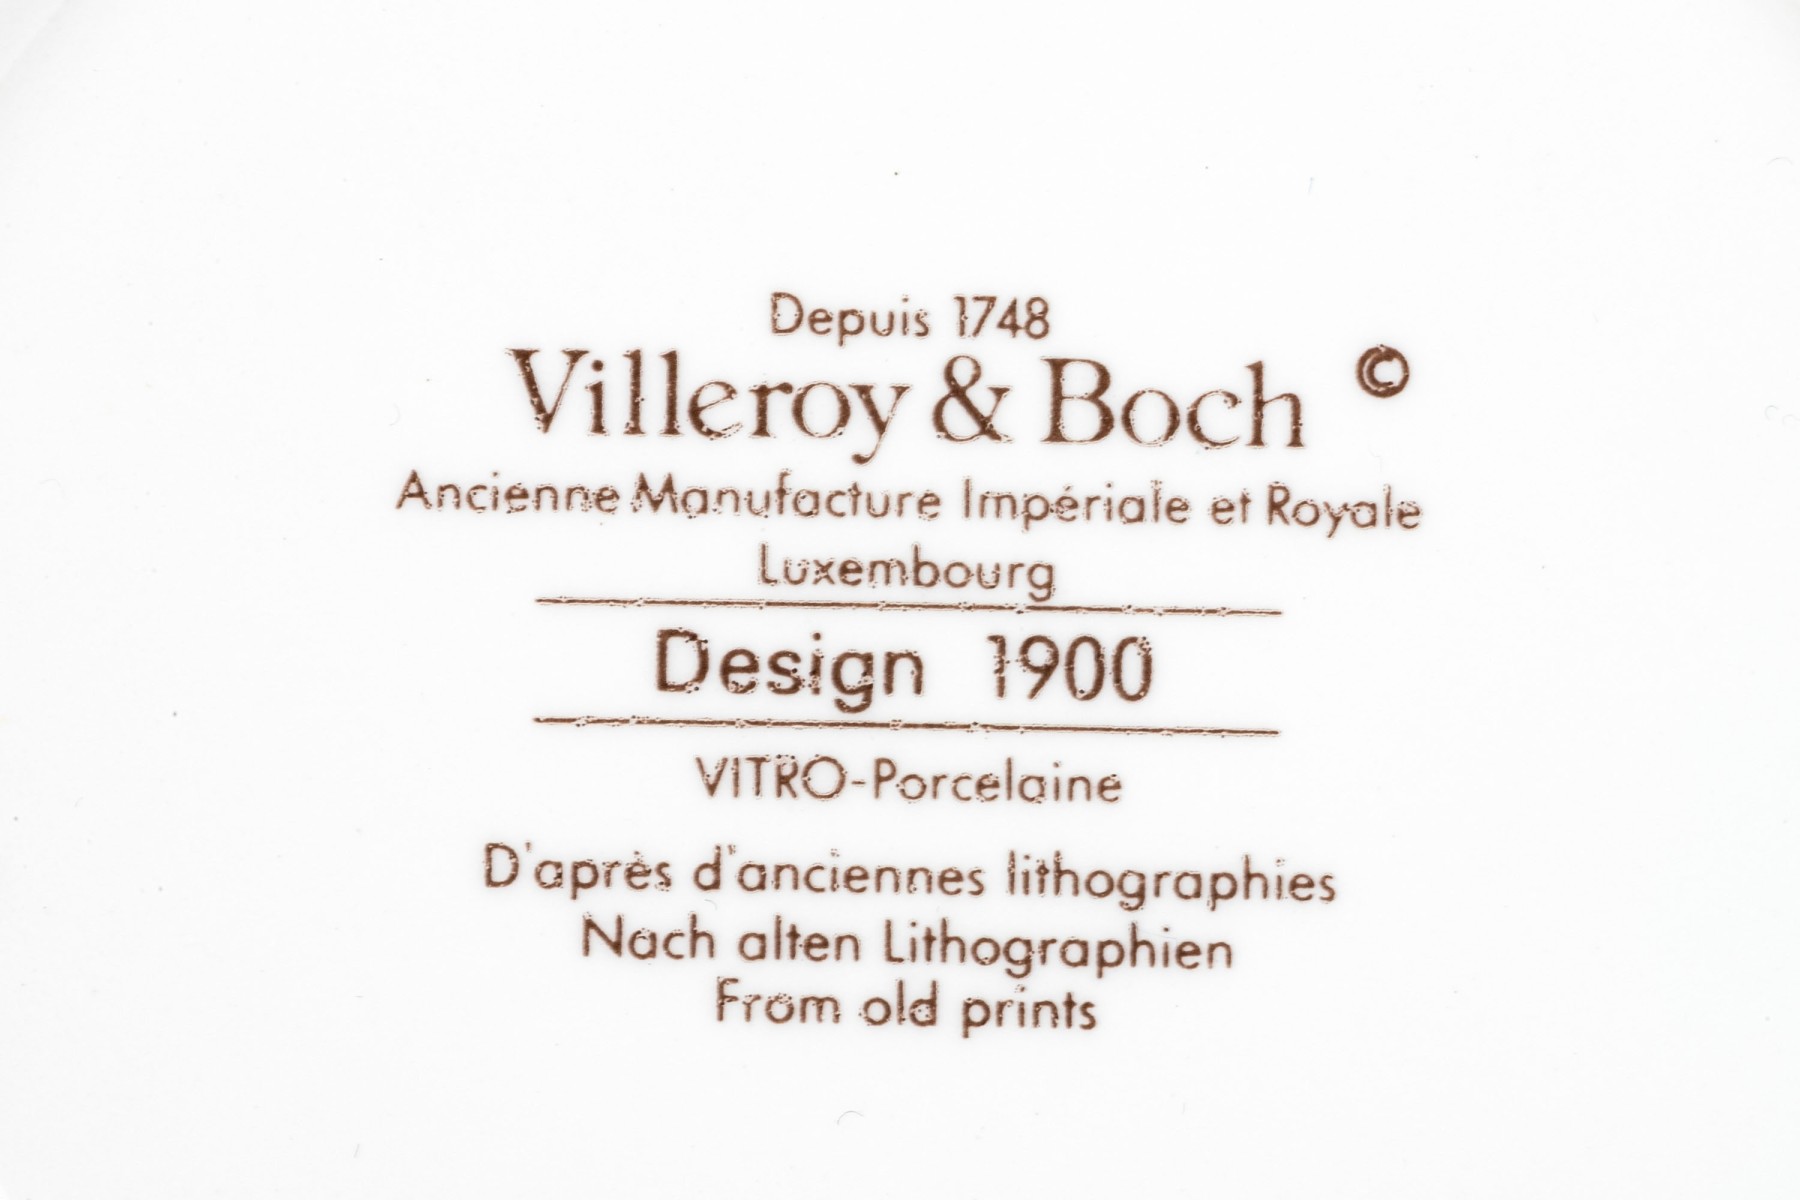 Depuis 1748
Villeroy & Boch ©
Ancienne Manufacture Impériale et Royale
Luxembourg
Design 1900
VITRO-Porcelaine
D'après d'anciennes lithographies
Nach alten Lithographien
From old prints